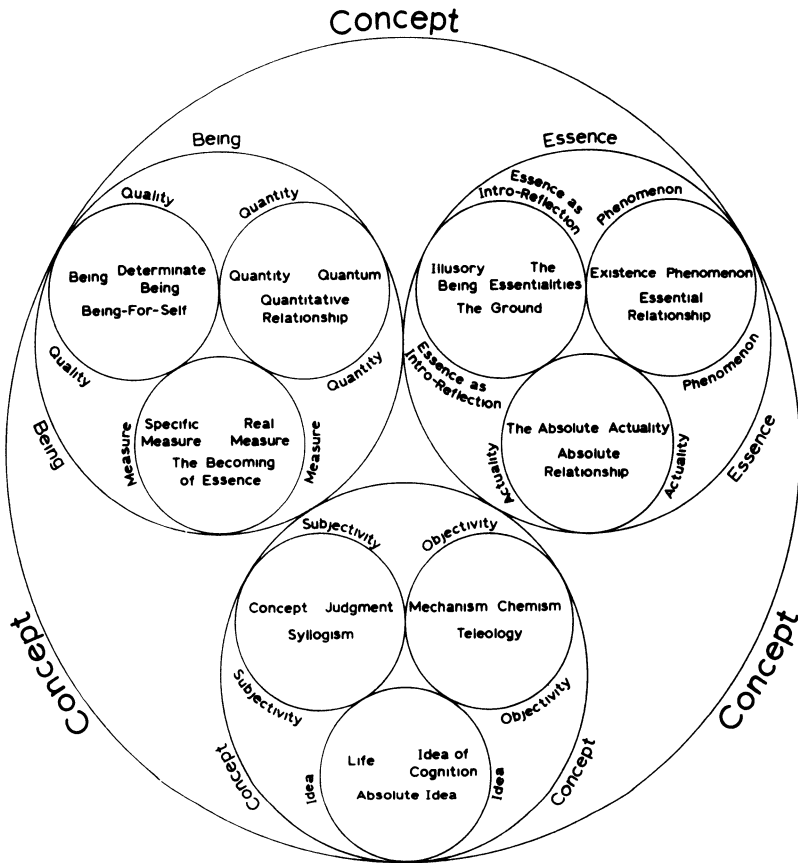 Concept
Being
Quality
Quantity
Being Determinate
Being
Being-For-Self
Quantity Quantum
Quantitative
Relationship
Quality
Quantity
Being
Measure
Specific Real
Measure Measure
The Becoming
of Essence
Measure
Essence
Essence as
Intro-Reflection
Phenomenon
Illusory The
Being Essentialities
The Ground
Existence Phenomenon
Essential
Relationship
Essence as
Intro-Reflection
Phenomenon
Actuality
The Absolute Actuality
Absolute
Relationship
Actuality
Essence
Subjectivity
Objectivity
Concept Judgment
Syllogism
Mechanism Chemism
Teleology
Subjectivity
Objectivity
Concept
Idea
Life Idea of
Cognition
Absolute Idea
Idea
Concept
Concept
Concept